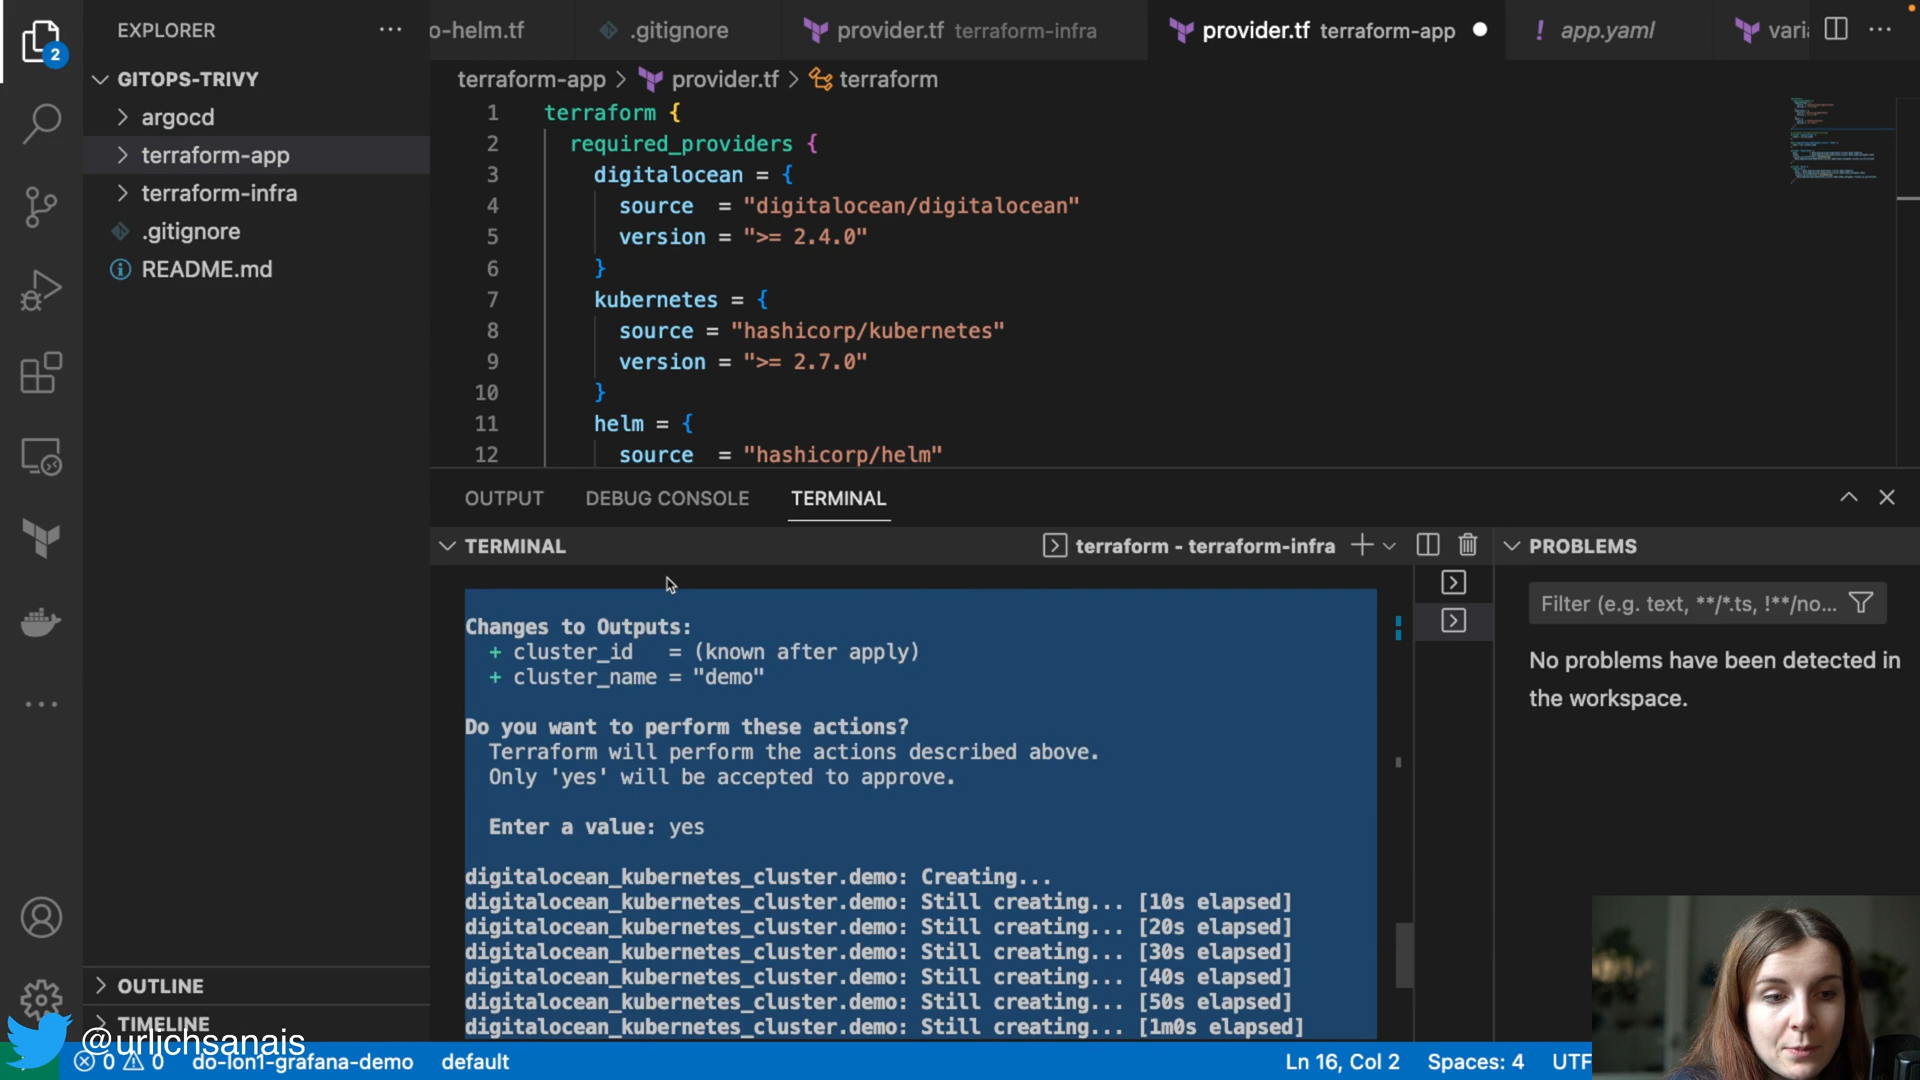 EXPLORER
o-helm.tf
.gitignore
provider.tf terraform-infra
provider.tf terraform-app
! app.yaml
varia
2
GITOPS-TRIVY
argocd
terraform-app
terraform-infra
.gitignore
README.md
terraform-app > provider.tf > terraform
1 terraform {
2 required_providers {
3 digitalocean = {
4 source = "digitalocean/digitalocean"
5 version = ">= 2.4.0"
6 }
7 kubernetes = {
8 source = "hashicorp/kubernetes"
9 version = ">= 2.7.0"
10 }
11 helm = {
12 source = "hashicorp/helm"
OUTPUT DEBUG CONSOLE TERMINAL
TERMINAL
terraform - terraform-infra
PROBLEMS
Filter (e.g. text, **/*.ts, !**/no...
No problems have been detected in
the workspace.
Changes to Outputs:
+ cluster_id = (known after apply)
+ cluster_name = "demo"
Do you want to perform these actions?
Terraform will perform the actions described above.
Only 'yes' will be accepted to approve.
Enter a value: yes
digitalocean_kubernetes_cluster.demo: Creating...
digitalocean_kubernetes_cluster.demo: Still creating... [10s elapsed]
digitalocean_kubernetes_cluster.demo: Still creating... [20s elapsed]
digitalocean_kubernetes_cluster.demo: Still creating... [30s elapsed]
digitalocean_kubernetes_cluster.demo: Still creating... [40s elapsed]
digitalocean_kubernetes_cluster.demo: Still creating... [50s elapsed]
digitalocean_kubernetes_cluster.demo: Still creating... [1m0s elapsed]
OUTLINE
TIMELINE
@urlichsanais
0 0 do-lon1-grafana-demo default
Ln 16, Col 2 Spaces: 4 UTF